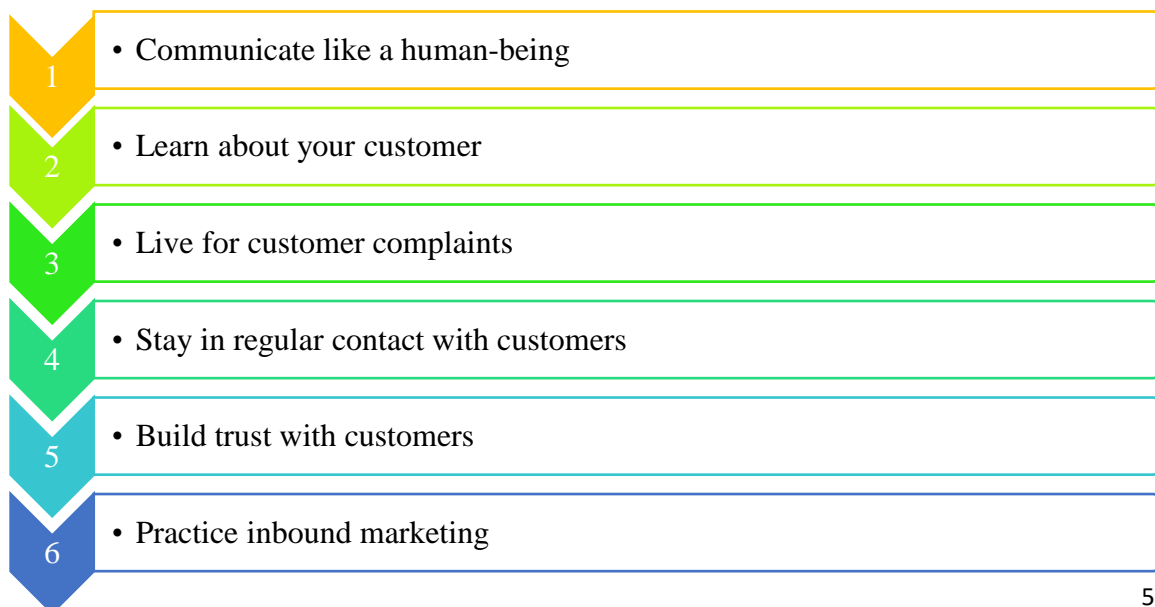 1
• Communicate like a human-being
2
• Learn about your customer
3
• Live for customer complaints
4
• Stay in regular contact with customers
5
• Build trust with customers
6
• Practice inbound marketing
5